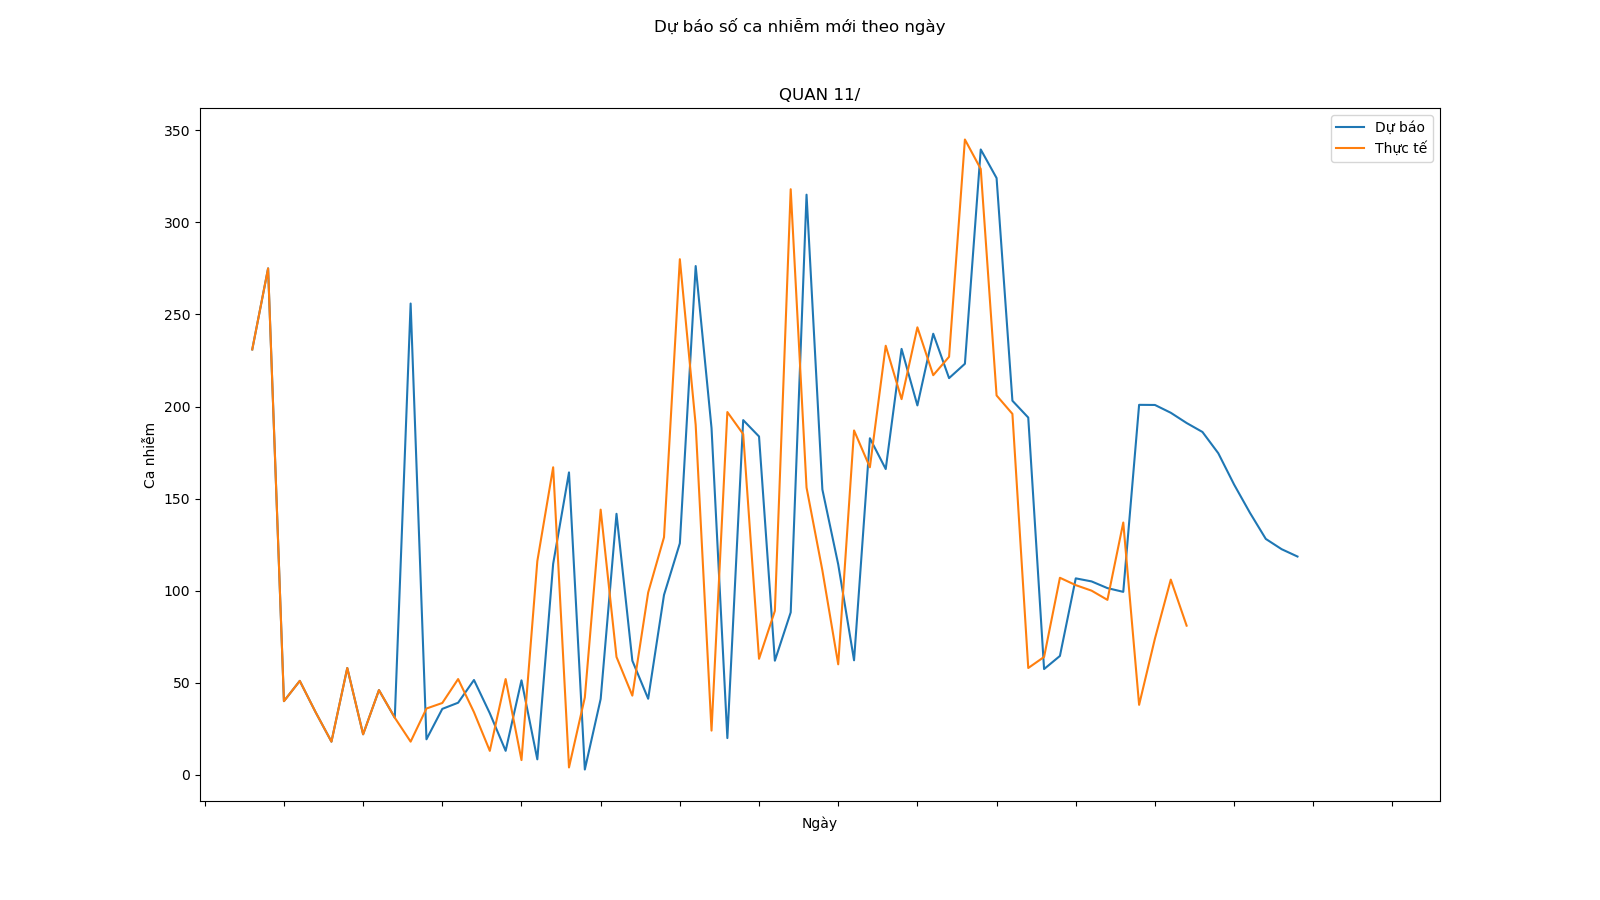 Dự báo số ca nhiễm mới theo ngày
QUAN 11/
Dự báo
Thực tế
350
300
250
200
150
100
50
0
Ca nhiễm
Ngày